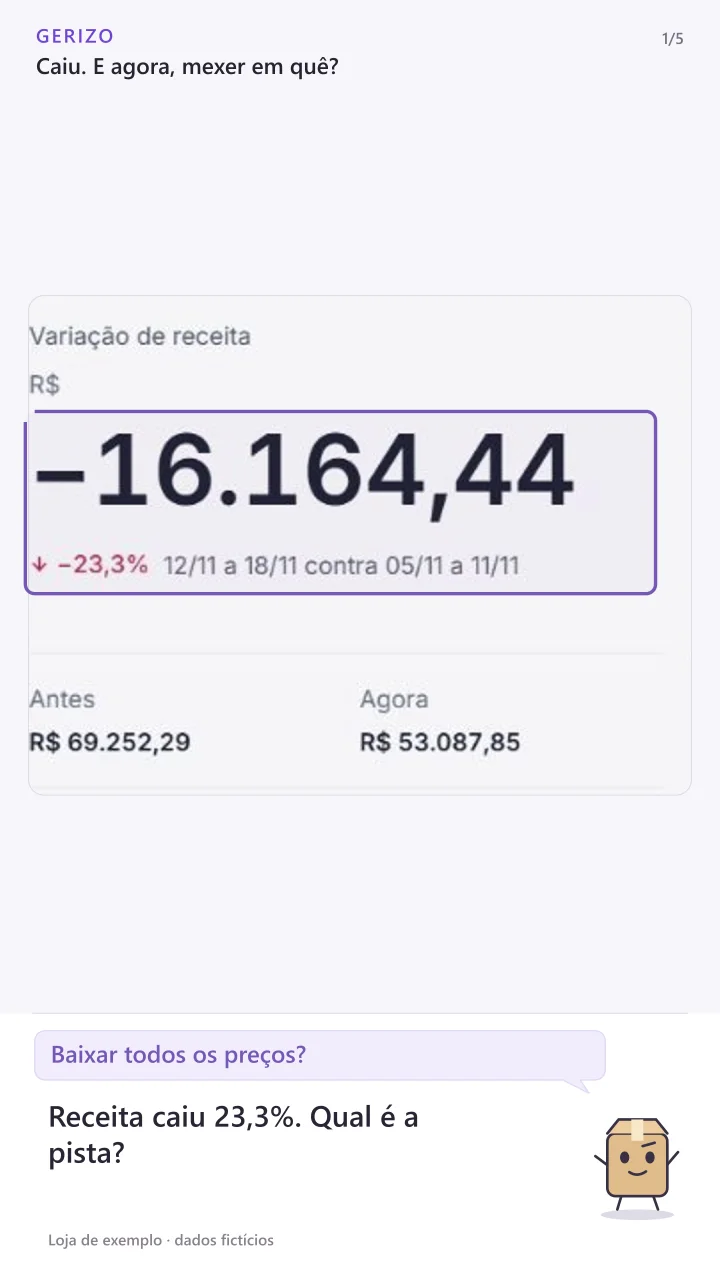 GERIZO
1/5
Caiu. E agora, mexer em quê?
Variação de receita
R$
−16.164,44
↓ −23,3% 12/11 a 18/11 contra 05/11 a 11/11
Antes
Agora
R$ 69.252,29
R$ 53.087,85
Baixar todos os preços?
Receita caiu 23,3%. Qual é a
pista?
Loja de exemplo · dados fictícios